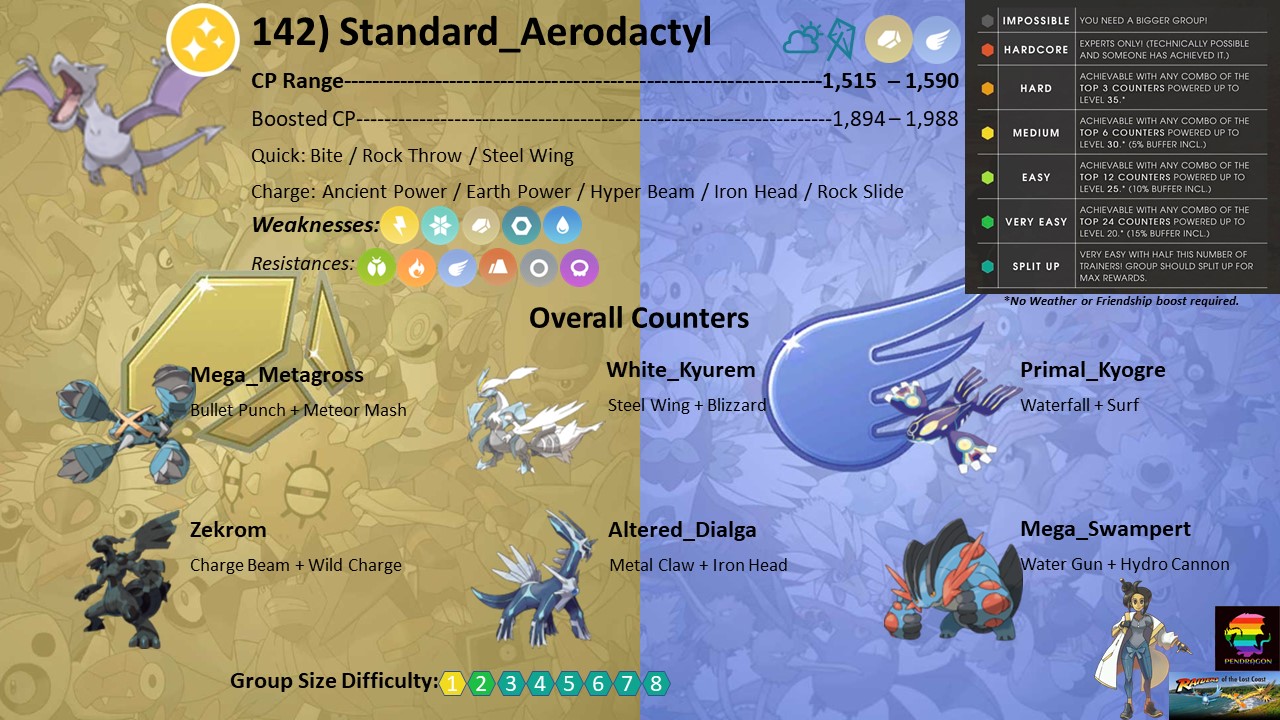 142) Standard_Aerodactyl
CP Range--------------------------------------------------------------------1,515 – 1,590
Boosted CP--------------------------------------------------------------------1,894 – 1,988
Quick: Bite / Rock Throw / Steel Wing
Charge: Ancient Power / Earth Power / Hyper Beam / Iron Head / Rock Slide
Weaknesses:
Resistances:
IMPOSSIBLE YOU NEED A BIGGER GROUP!
HARDCORE EXPERTS ONLY! (TECHNICALLY POSSIBLE
AND SOMEONE HAS ACHIEVED IT.)
HARD ACHIEVABLE WITH ANY COMBO OF THE
TOP 3 COUNTERS POWERED UP TO
LEVEL 35.*
MEDIUM ACHIEVABLE WITH ANY COMBO OF THE
TOP 6 COUNTERS POWERED UP TO
LEVEL 30.* (5% BUFFER INCL.)
EASY ACHIEVABLE WITH ANY COMBO OF THE
TOP 12 COUNTERS POWERED UP TO
LEVEL 25.* (10% BUFFER INCL.)
VERY EASY ACHIEVABLE WITH ANY COMBO OF THE
TOP 24 COUNTERS POWERED UP TO
LEVEL 20.* (15% BUFFER INCL.)
SPLIT UP VERY EASY WITH HALF THIS NUMBER OF
TRAINERS! GROUP SHOULD SPLIT UP FOR
MAX REWARDS.
*No Weather or Friendship boost required.
Overall Counters
Mega_Metagross
Bullet Punch + Meteor Mash
White_Kyurem
Steel Wing + Blizzard
Primal_Kyogre
Waterfall + Surf
Zekrom
Charge Beam + Wild Charge
Altered_Dialga
Metal Claw + Iron Head
Mega_Swampert
Water Gun + Hydro Cannon
Group Size Difficulty: 1 2 3 4 5 6 7 8
PENDRAGON
RAIDERS of the Lost Coast